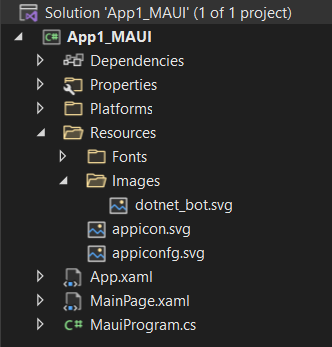 Solution 'App1_MAUI' (1 of 1 project)
App1_MAUI
Dependencies
Properties
Platforms
Resources
Fonts
Images
dotnet_bot.svg
appicon.svg
appiconfg.svg
App.xaml
MainPage.xaml
C# MauiProgram.cs